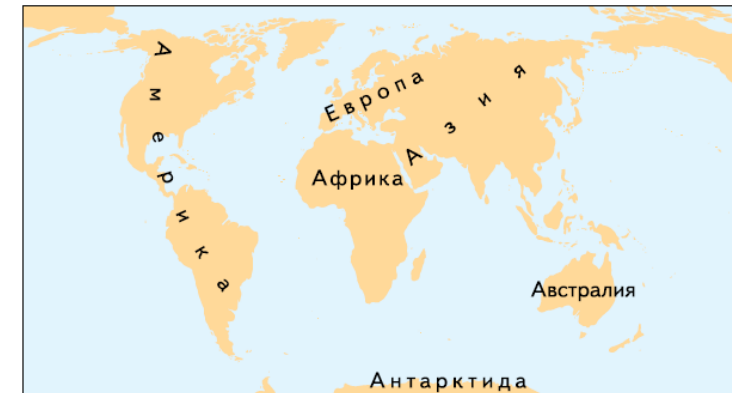 Америка
Европа
Азия
Африка
Австралия
Антарктида